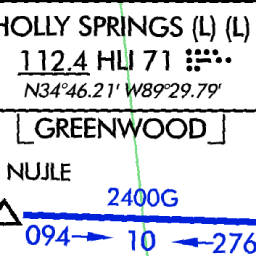 HOLLY SPRINGS (L) (L)
112.4 HLI 71
N34°46.21' W89°29.79'
GREENWOOD
NUJLE
2400G
094 10 276